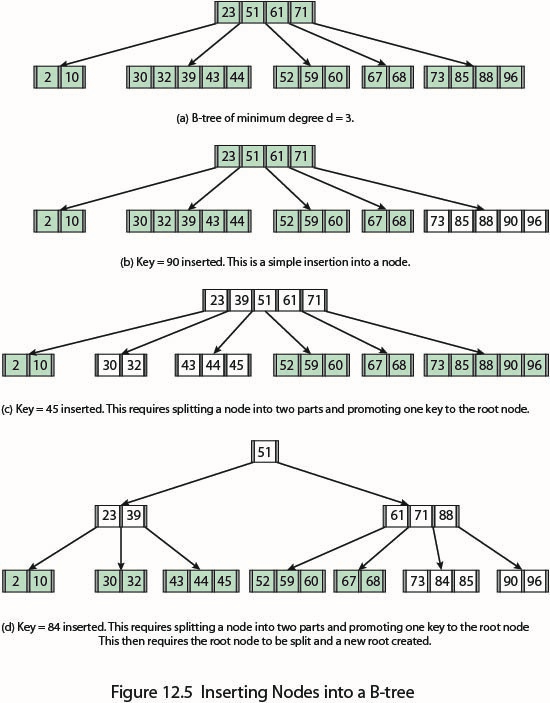 23 51 61 71
2 10 30 32 39 43 44 52 59 60 67 68 73 85 88 96
(a) B-tree of minimum degree d = 3.
23 51 61 71
2 10 30 32 39 43 44 52 59 60 67 68 73 85 88 90 96
(b) Key = 90 inserted. This is a simple insertion into a node.
23 39 51 61 71
2 10 30 32 43 44 45 52 59 60 67 68 73 85 88 90 96
(c) Key = 45 inserted. This requires splitting a node into two parts and promoting one key to the root node.
51
23 39 61 71 88
2 10 30 32 43 44 45 52 59 60 67 68 73 84 85 90 96
(d) Key = 84 inserted. This requires splitting a node into two parts and promoting one key to the root node
This then requires the root node to be split and a new root created.
Figure 12.5 Inserting Nodes into a B-tree